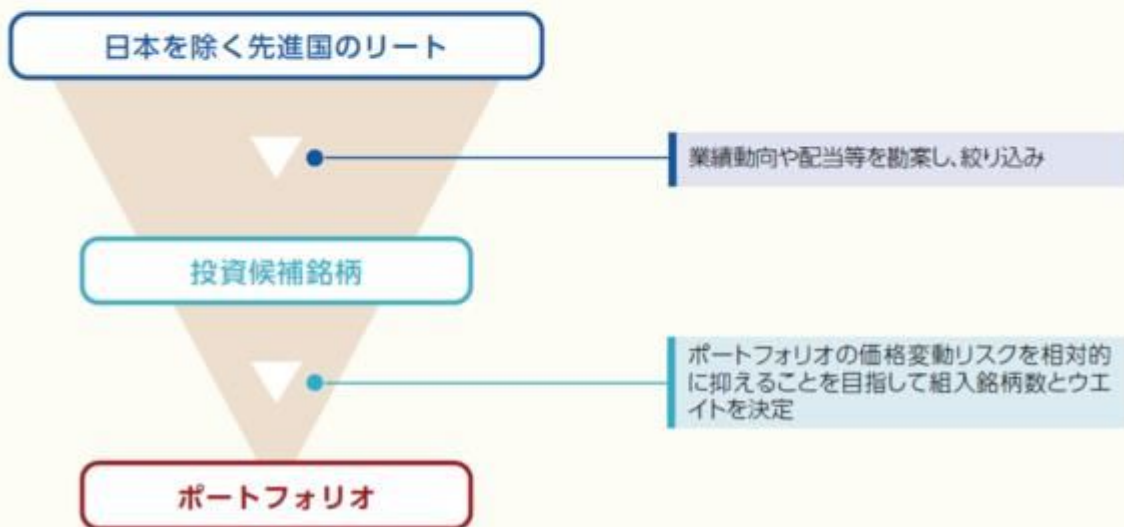 日本を除く先進国のリート
業績動向や配当等を勘案し、絞り込み
投資候補銘柄
ポートフォリオの価格変動リスクを相対的
に抑えることを目指して組入銘柄数とウエ
イトを決定
ポートフォリオ